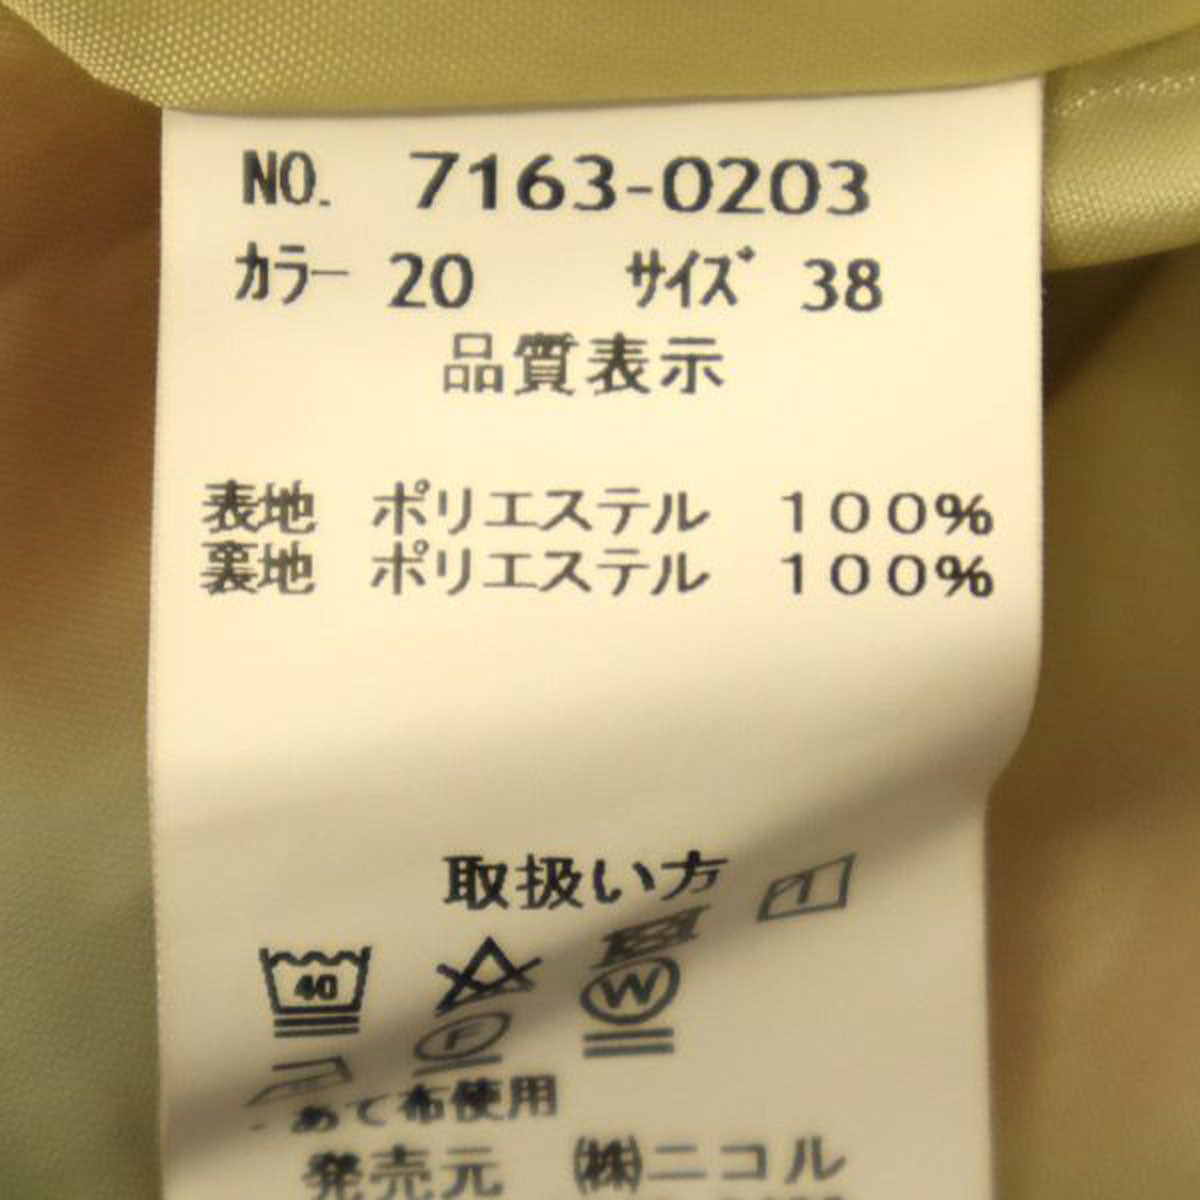 NO. 7163-0203
カラー 20 サイズ 38
品質表示
表地 ポリエステル 100%
裏地 ポリエステル 100%
取扱い方
40
W
F
あて布使用
発売元 ㈱ニコル